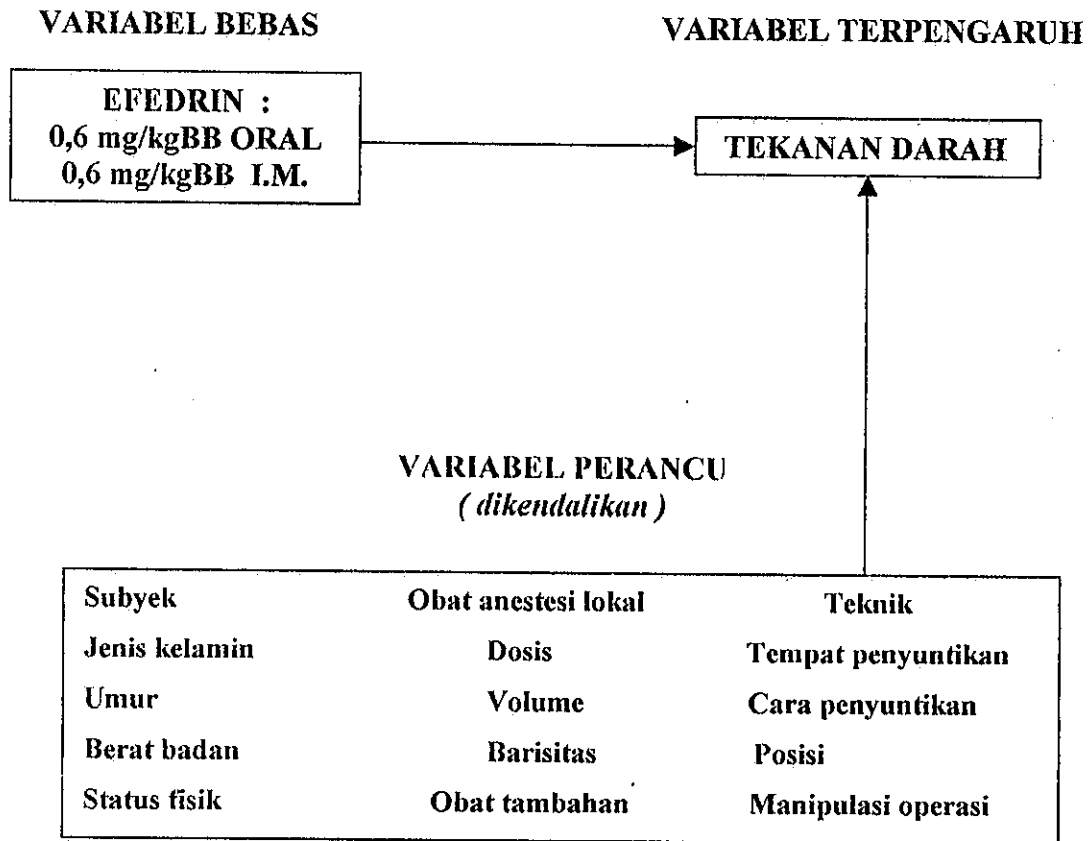 VARIABEL BEBAS
VARIABEL TERPENGARUH
EFEDRIN :
0,6 mg/kgBB ORAL
0,6 mg/kgBB I.M.
TEKANAN DARAH
VARIABEL PERANCU
( dikendalikan )
Subyek Obat anestesi lokal Teknik
Jenis kelamin Dosis Tempat penyuntikan
Umur Volume Cara penyuntikan
Berat badan Barisitas Posisi
Status fisik Obat tambahan Manipulasi operasi